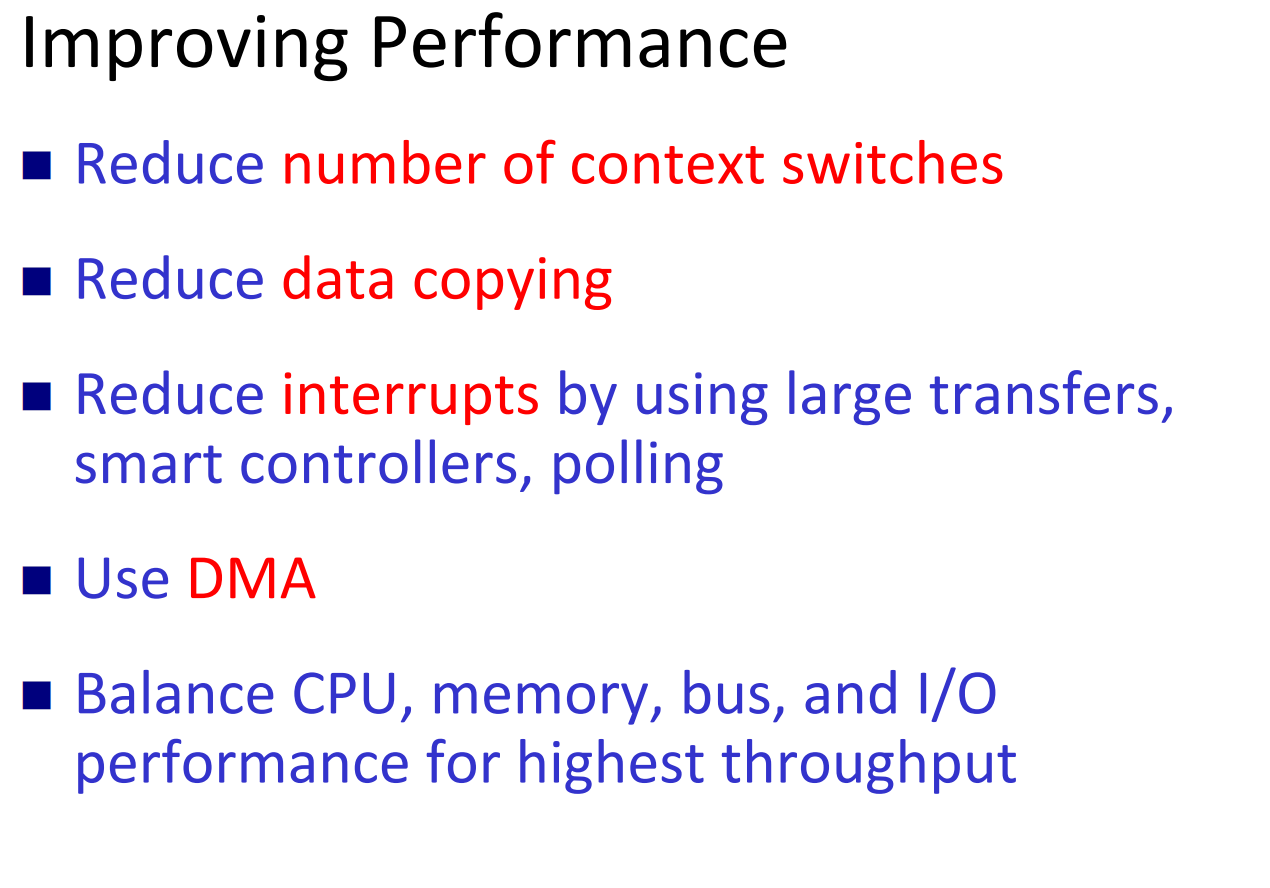 Improving Performance
Reduce number of context switches
Reduce data copying
Reduce interrupts by using large transfers,
smart controllers, polling
Use DMA
Balance CPU, memory, bus, and I/O
performance for highest throughput